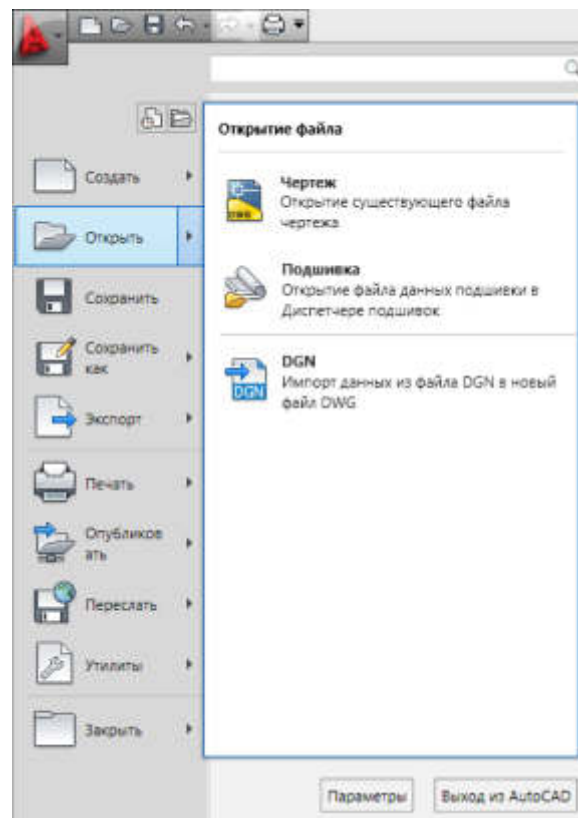 Открытие файла
Создать
Открыть
Сохранить
Сохранить
как
Экспорт
Печать
Опубликов
ать
Переслать
Утилиты
Закрыть
Чертеж
Открытие существующего файла
чертежа
Подшивка
Открытие файла данных подшивки в
Диспетчере подшивок
DGN
DGN
Импорт данных из файла DGN в новый
файл DWG
Параметры
Выход из AutoCAD